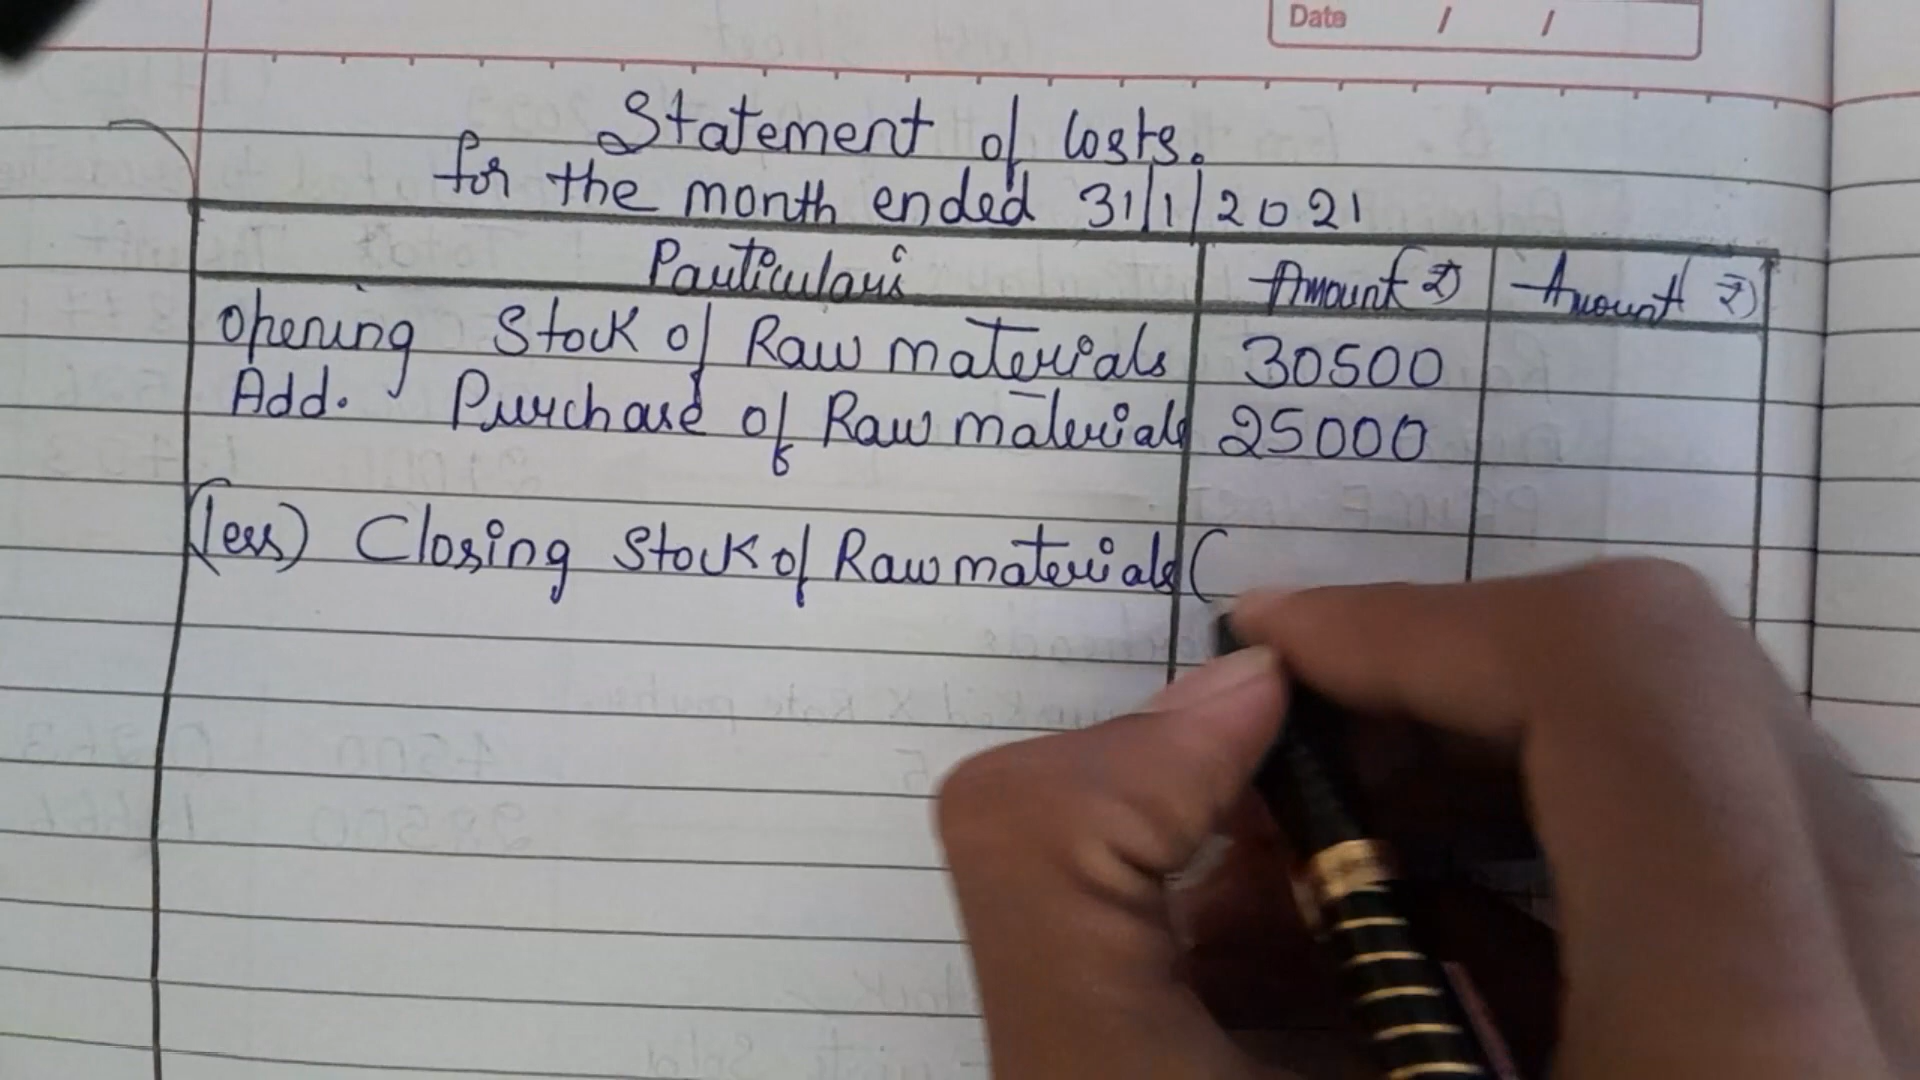 Date / /
Statement of Costs.
for the month ended 31/1/2021
Particulars Amount ₹) Amount ₹)
Opening Stock of Raw materials 30500
Add. Purchase of Raw materials 25000
(less) Closing Stock of Raw materials (